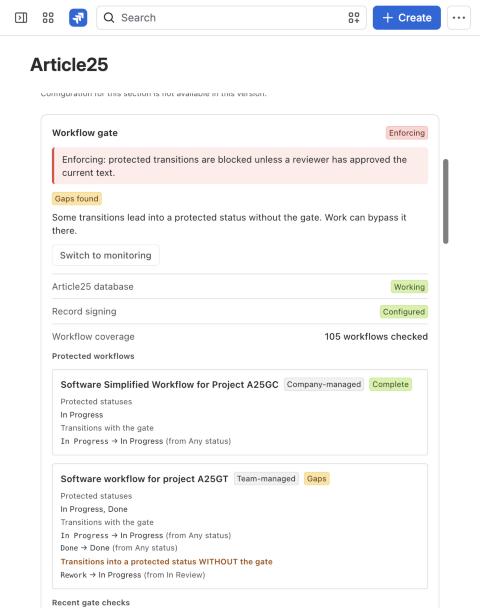 Search
Create
Article25
Configuration for this section is not available in this version.
Workflow gate
Enforcing
Enforcing: protected transitions are blocked unless a reviewer has approved the
current text.
Gaps found
Some transitions lead into a protected status without the gate. Work can bypass it
there.
Switch to monitoring
Article25 database
Working
Record signing
Configured
Workflow coverage
105 workflows checked
Protected workflows
Software Simplified Workflow for Project A25GC Company-managed Complete
Protected statuses
In Progress
Transitions with the gate
In Progress → In Progress (from Any status)
Software workflow for project A25GT Team-managed Gaps
Protected statuses
In Progress, Done
Transitions with the gate
In Progress → In Progress (from Any status)
Done → Done (from Any status)
Transitions into a protected status WITHOUT the gate
Rework → In Progress (from In Review)
Recent gate checks